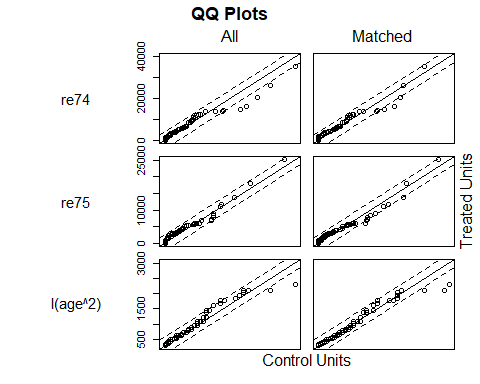 QQ Plots
All Matched
re74
0 20000 40000
re75
0 10000 25000
I(age^2)
500 1500 3000
Treated Units
Control Units